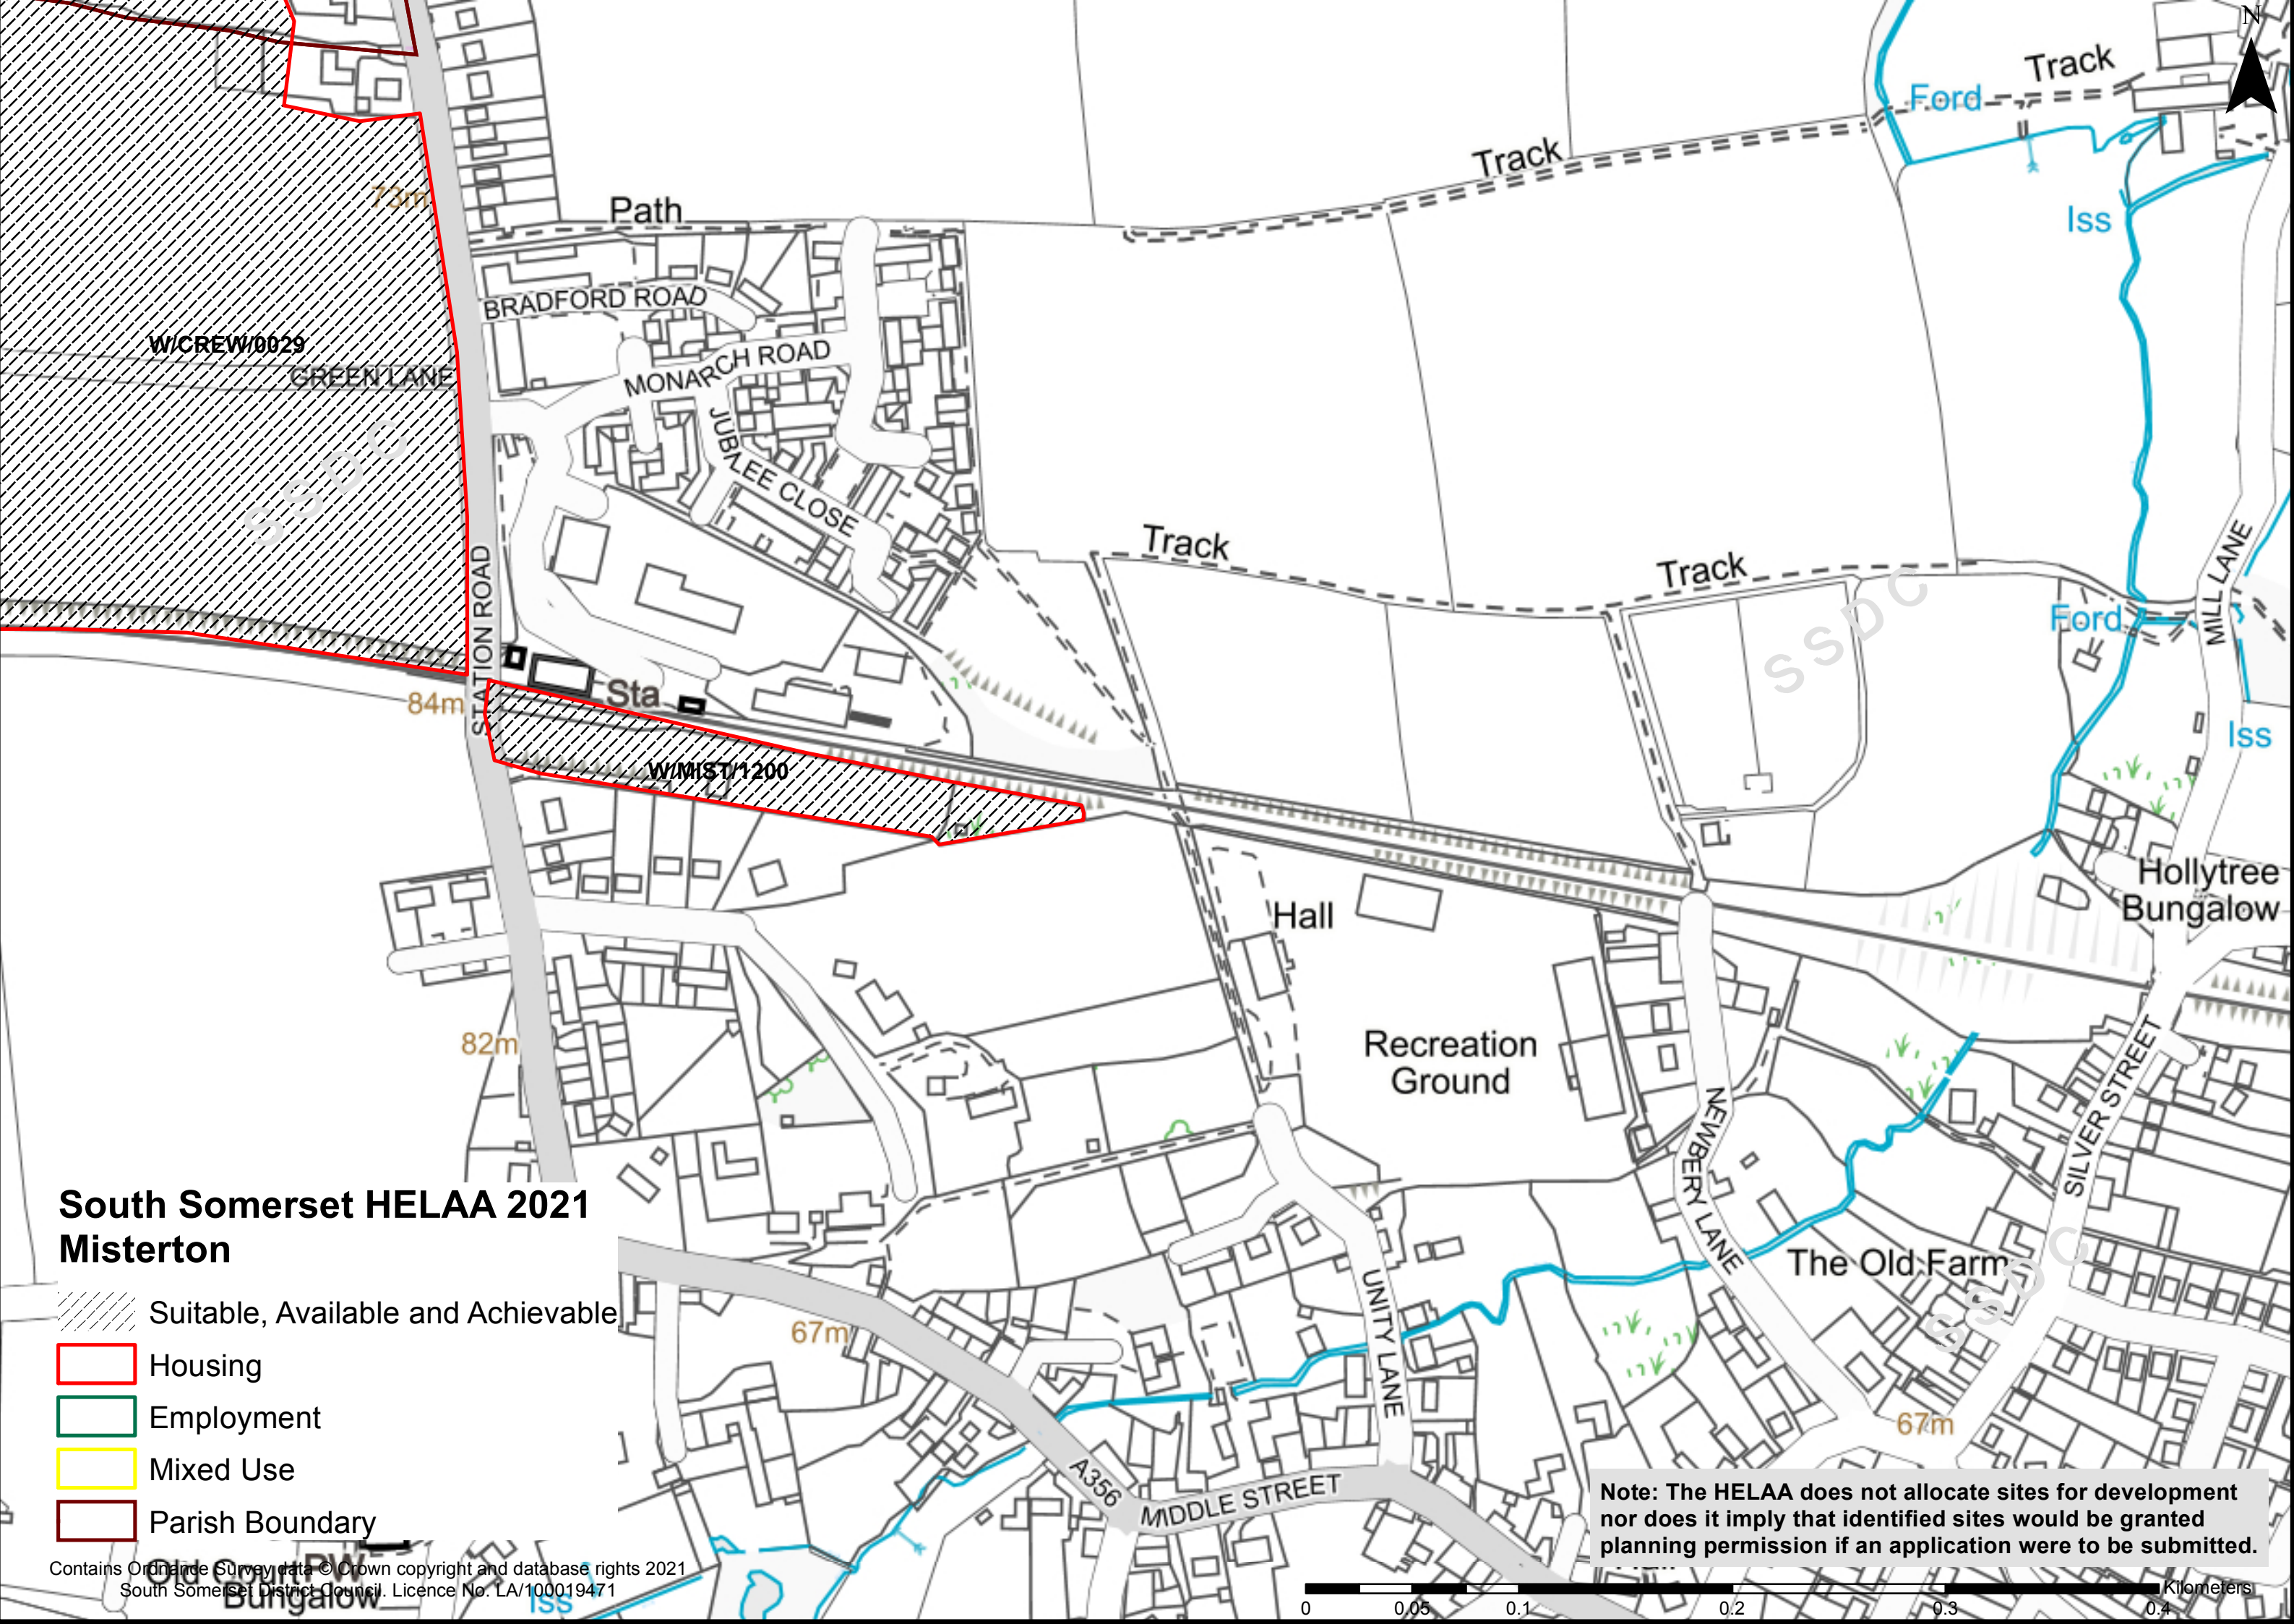 N
Track
Ford
Track
73m
Path
Iss
BRADFORD ROAD
W/CREW/0029
GREEN LANE
MONARCH ROAD
JUBILEE CLOSE
SSDC
STATION ROAD
Track
Track
SSDC
MILL LANE
Ford
84m
Sta
Iss
W/MIST/1200
Hollytree
Bungalow
Hall
82m
Recreation
Ground
NEWBERY LANE
SILVER STREET
South Somerset HELAA 2021
Misterton
Suitable, Available and Achievable
Housing
Employment
Mixed Use
Parish Boundary
The Old Farm
SSDC
UNITY LANE
67m
67m
A356
MIDDLE STREET
Note: The HELAA does not allocate sites for development
nor does it imply that identified sites would be granted
planning permission if an application were to be submitted.
Old Court
PW
Bungalow
Contains Ordnance Survey data © Crown copyright and database rights 2021
South Somerset District Council. Licence No. LA/100019471
Iss
Kilometers
0 0.05 0.1 0.2 0.3 0.4